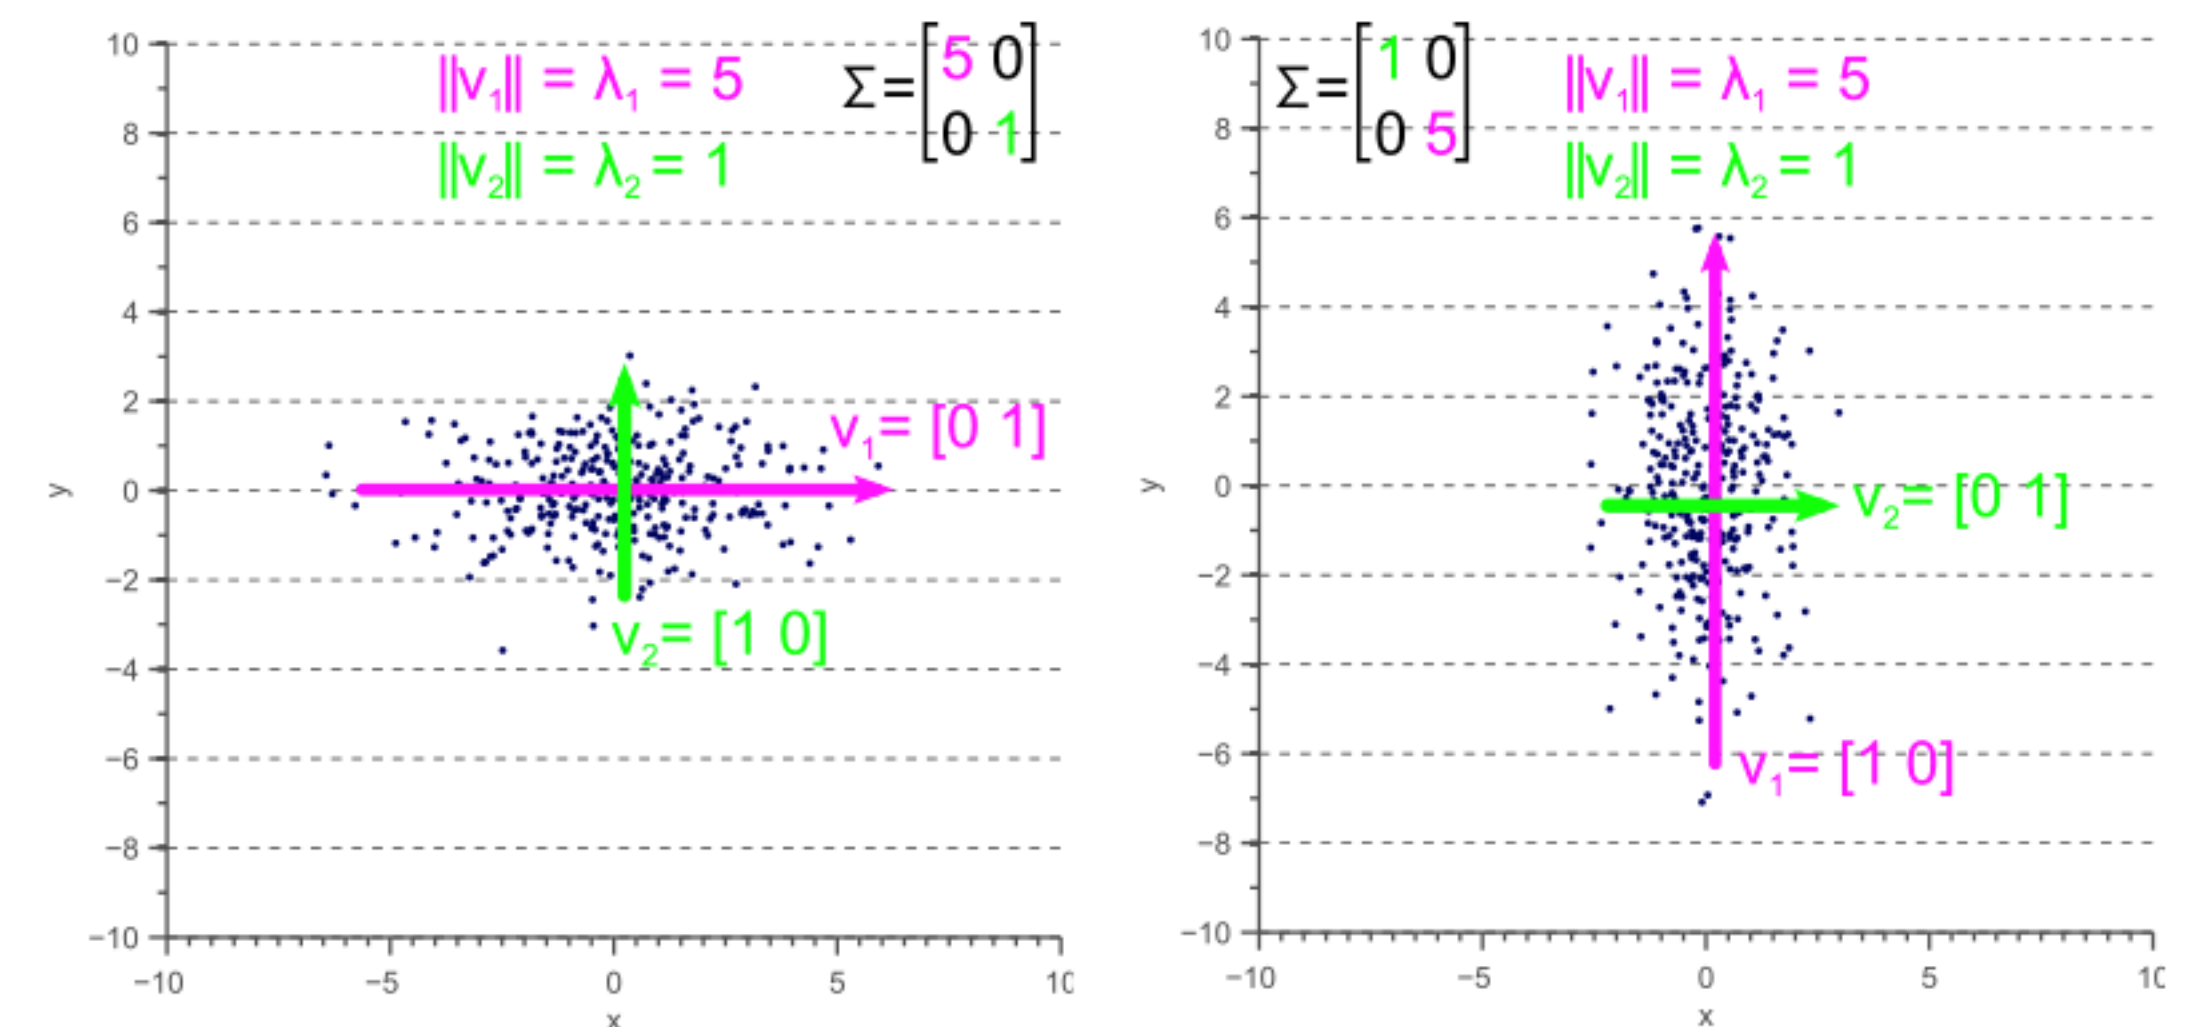 ||v1|| = λ1 = 5
||v2|| = λ2 = 1
Σ=[5 0
0 1]
10
8
6
4
2
0
−2
−4
−6
−8
−10
y
v1= [0 1]
v2= [1 0]
−10 −5 0 5 10
x
Σ=[1 0
0 5]
||v1|| = λ1 = 5
||v2|| = λ2 = 1
10
8
6
4
2
0
−2
−4
−6
−8
−10
y
v2= [0 1]
v1= [1 0]
−10 −5 0 5 10
x